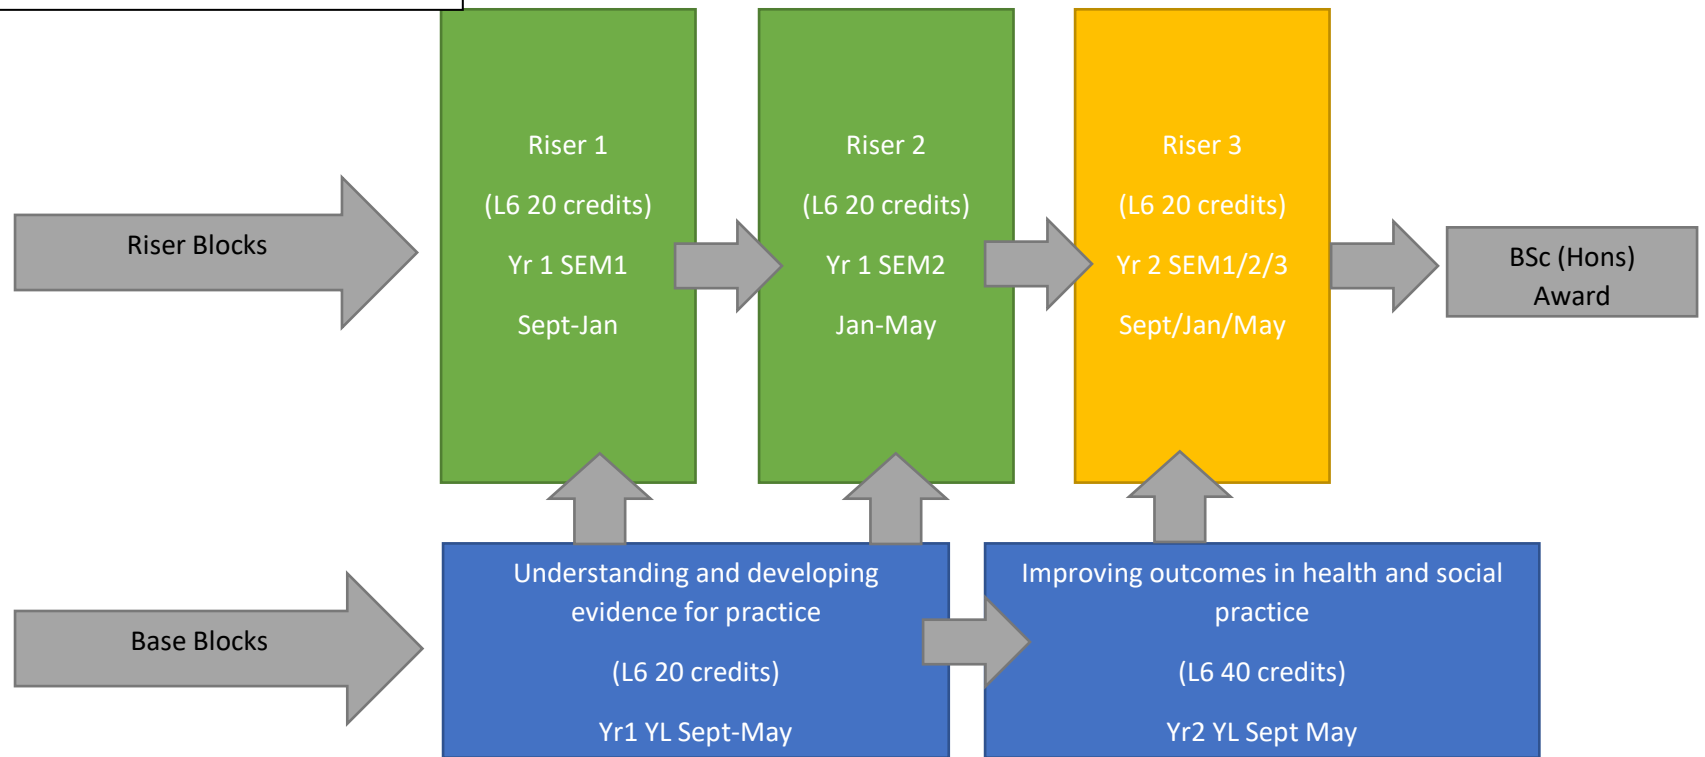 Riser Blocks
Riser 1
(L6 20 credits)
Yr 1 SEM1
Sept-Jan
Riser 2
(L6 20 credits)
Yr 1 SEM2
Jan-May
Riser 3
(L6 20 credits)
Yr 2 SEM1/2/3
Sept/Jan/May
BSc (Hons)
Award
Base Blocks
Understanding and developing
evidence for practice
(L6 20 credits)
Yr1 YL Sept-May
Improving outcomes in health and social
practice
(L6 40 credits)
Yr2 YL Sept May